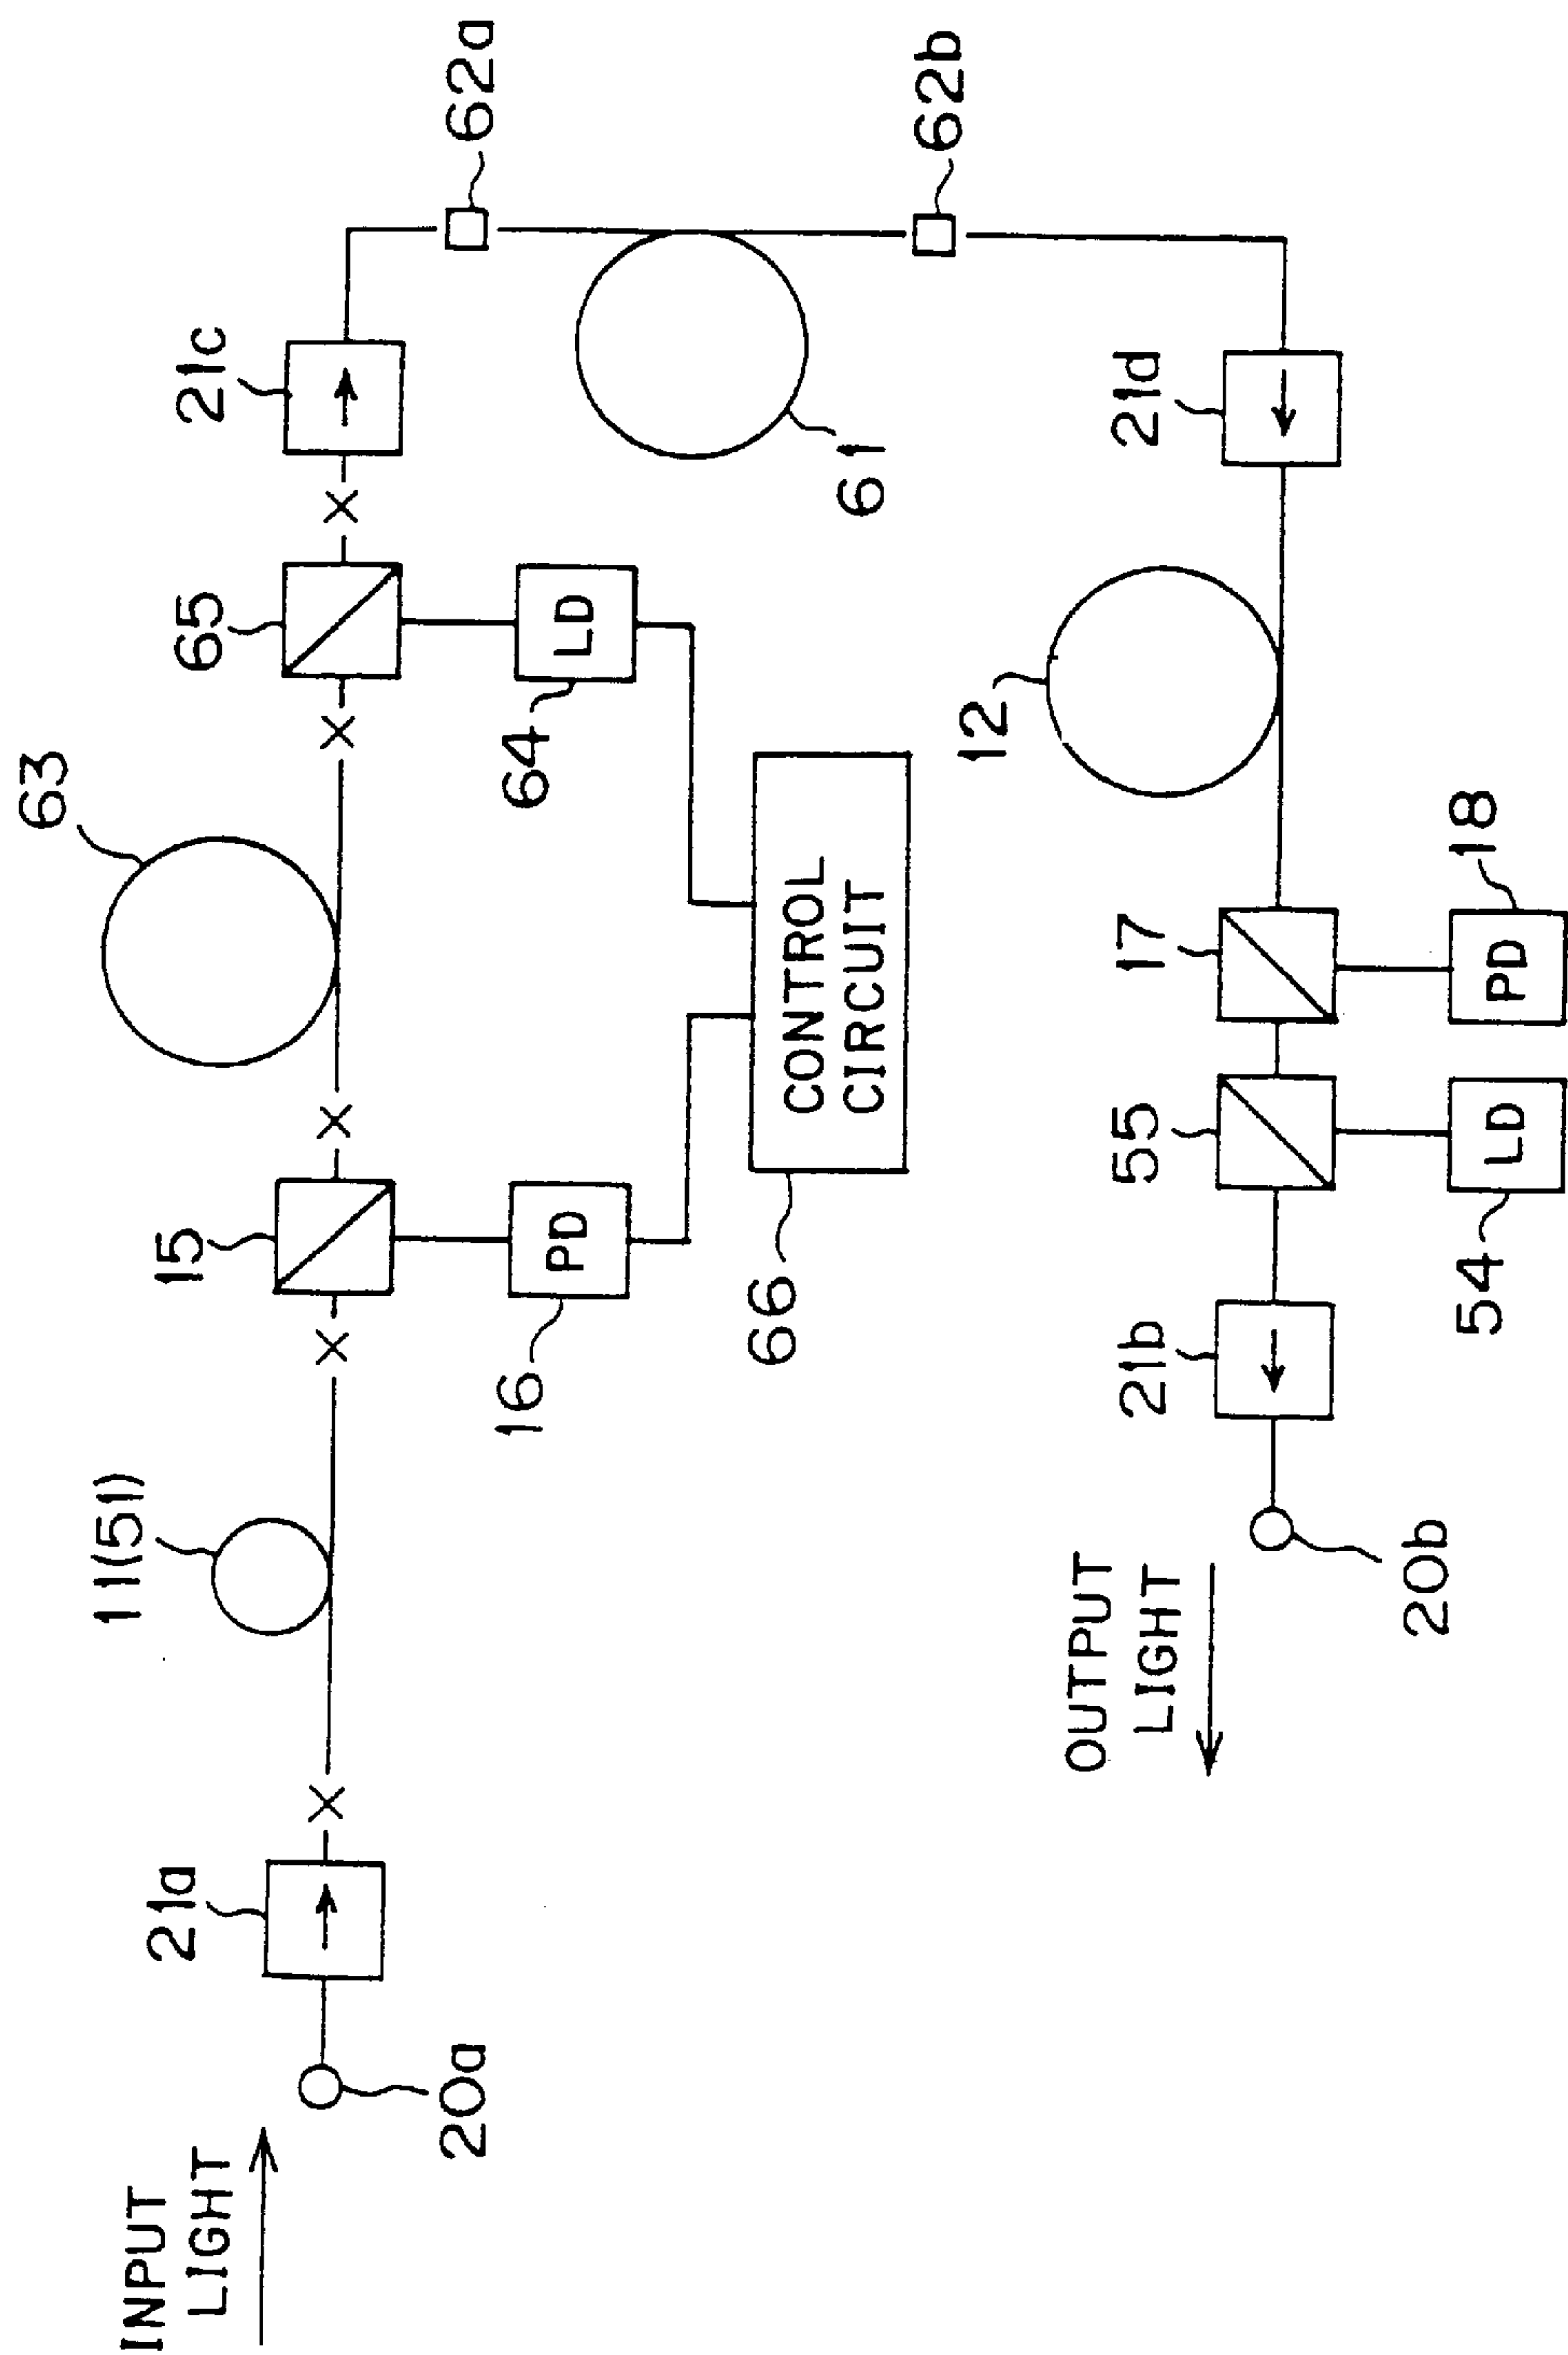 INPUT
LIGHT
20a
21a
11(51)
15
PD
16
63
65
LD
64
21c
62a
61
62b
CONTROL
CIRCUIT
66
21d
12
17
PD
18
55
LD
54
21b
20b
OUTPUT
LIGHT